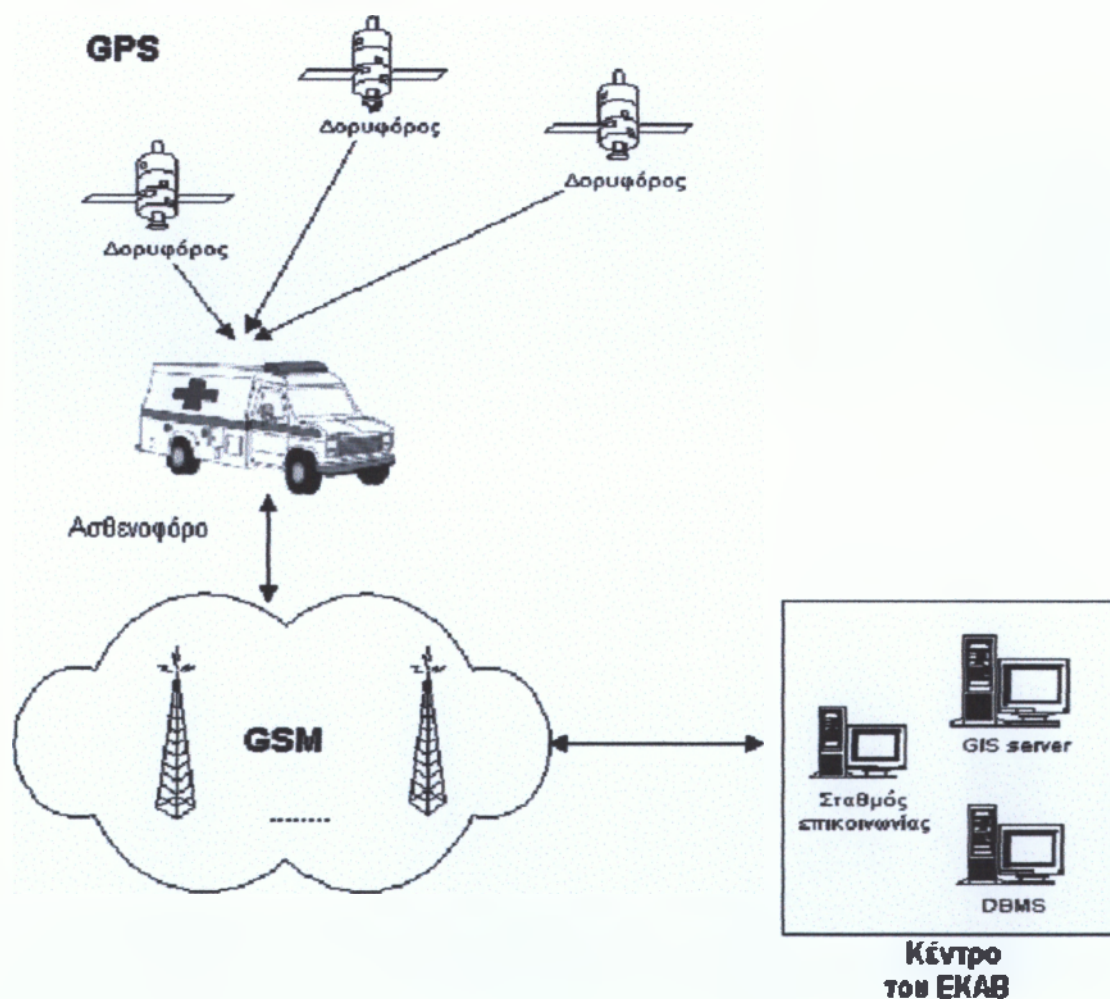 GPS
Δορυφόρος
Δορυφόρος
Δορυφόρος
Ασθενοφόρο
GSM
........
GIS server
Σταθμός
επικοινωνίας
DBMS
Κέντρο
του ΕΚΑΒ